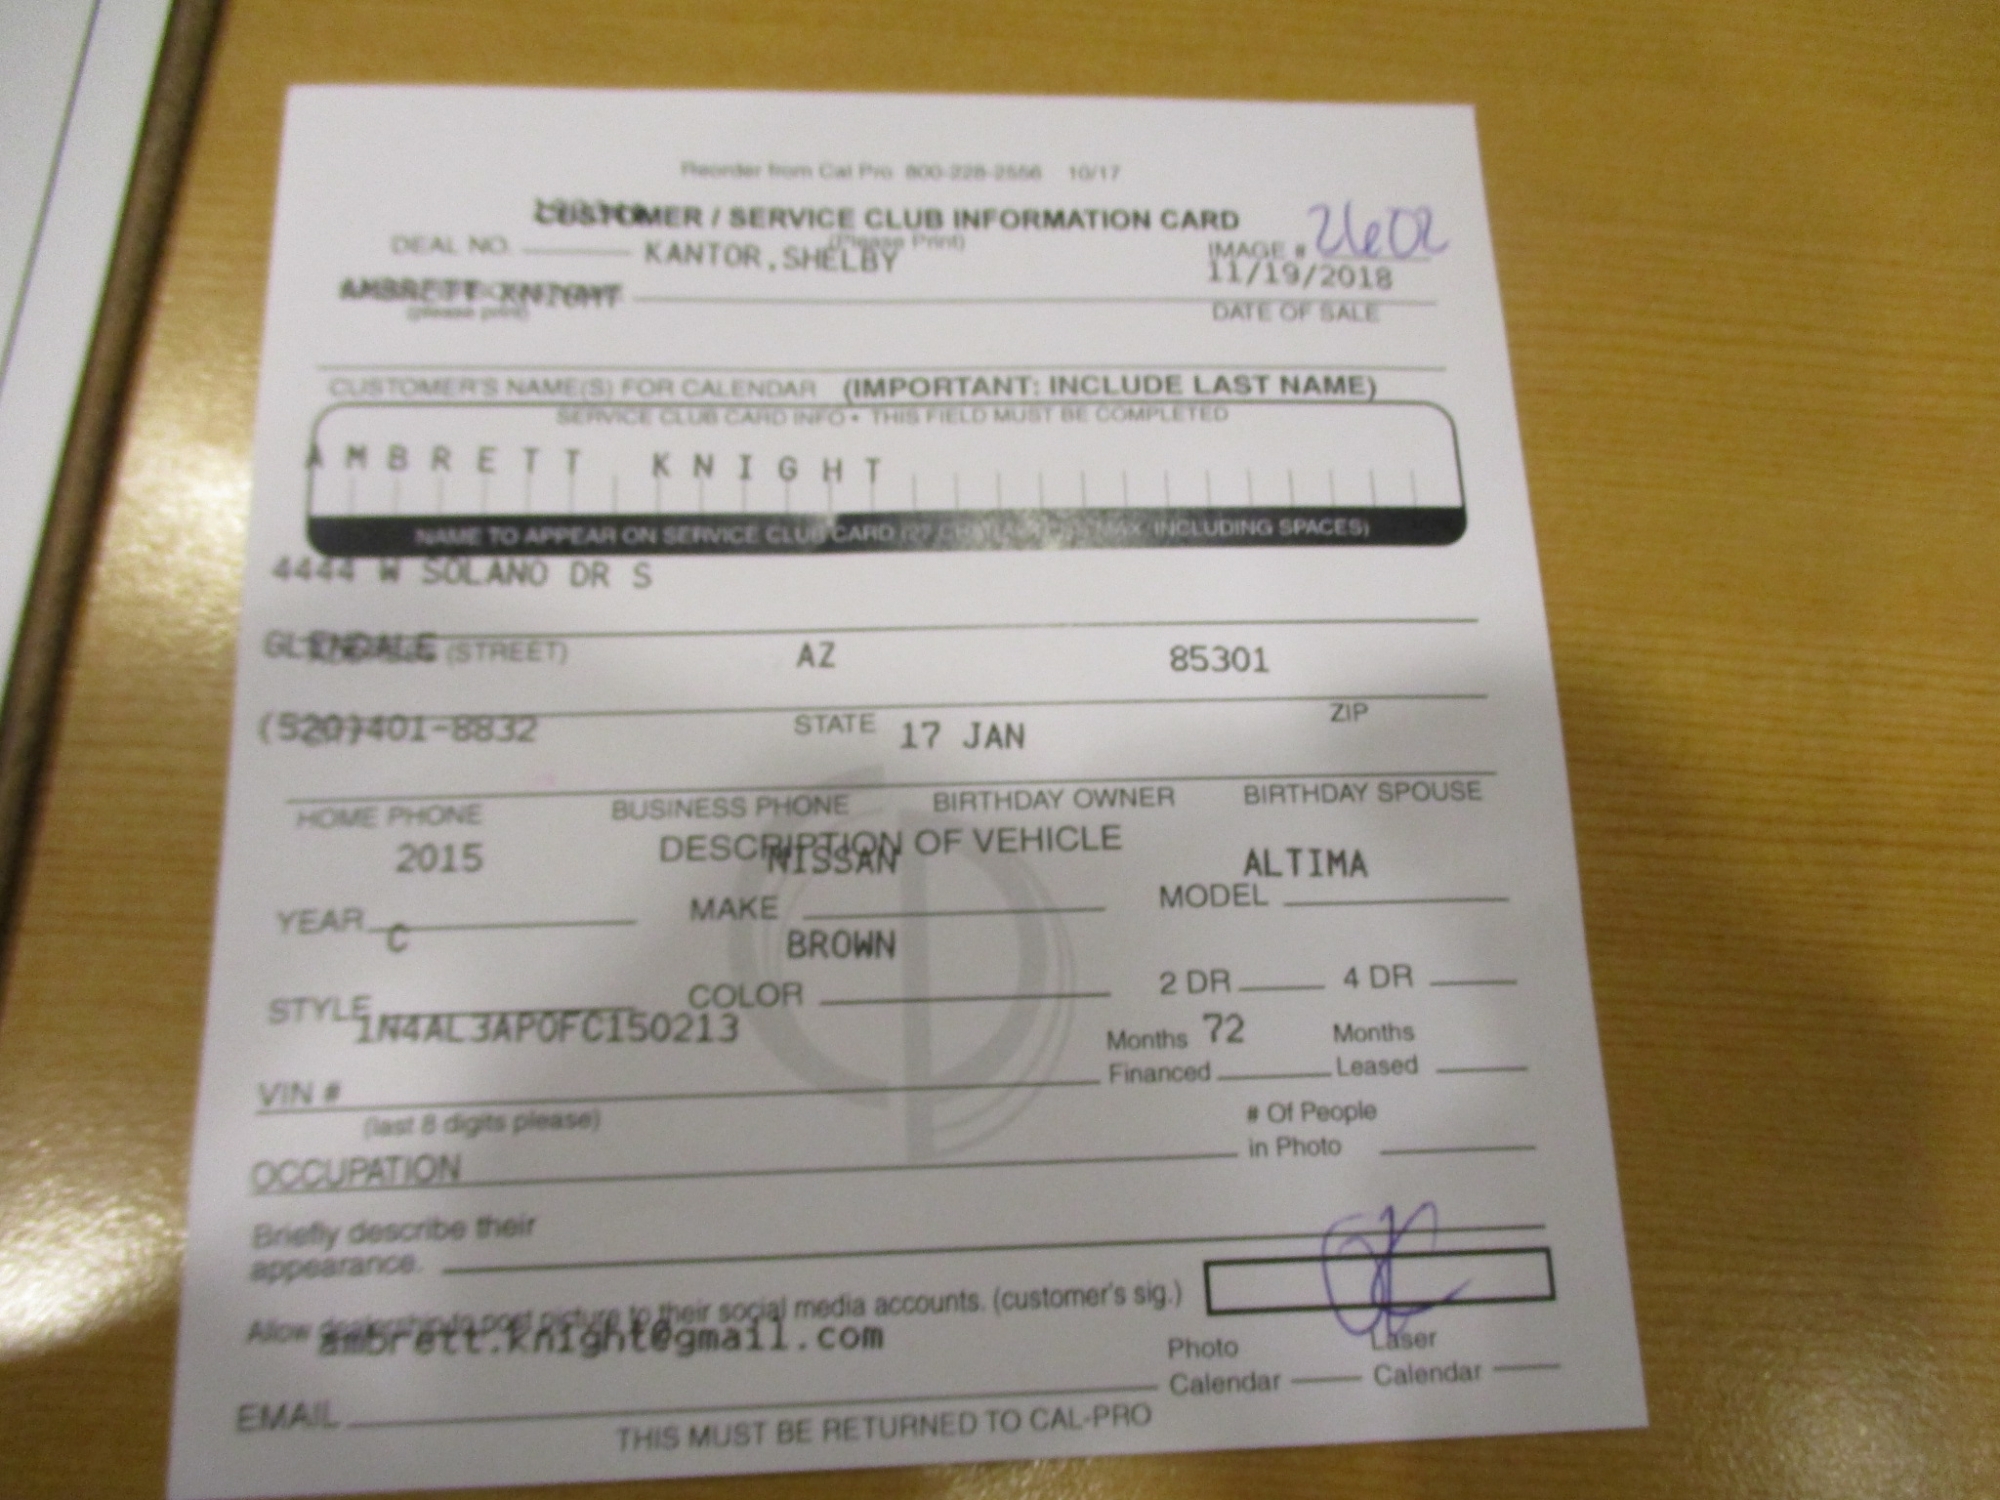 Reorder from Cal Pro 800-228-2556 10/17
CUSTOMER / SERVICE CLUB INFORMATION CARD
(Please Print)
DEAL NO. KANTOR,SHELBY IMAGE # 2602
11/19/2018
AMBRETT KNIGHT
(please print) DATE OF SALE
CUSTOMER'S NAME(S) FOR CALENDAR (IMPORTANT: INCLUDE LAST NAME)
SERVICE CLUB CARD INFO • THIS FIELD MUST BE COMPLETED
AMBRETT KNIGHT
NAME TO APPEAR ON SERVICE CLUB CARD (27 CHARACTERS MAX. INCLUDING SPACES)
4444 W SOLANO DR S
GLENDALE AZ 85301
(STREET)
(520)401-8832 STATE 17 JAN ZIP
HOME PHONE BUSINESS PHONE BIRTHDAY OWNER BIRTHDAY SPOUSE
DESCRIPTION OF VEHICLE
2015 NISSAN ALTIMA
YEAR MAKE MODEL
C BROWN
STYLE COLOR 2 DR 4 DR
1N4AL3AP0FC150213 Months 72 Months
VIN # Financed Leased
(last 8 digits please) # Of People
OCCUPATION in Photo
Briefly describe their
appearance.
Allow dealership to post picture to their social media accounts. (customer's sig.)
ambrett.knight@gmail.com
Photo Laser
EMAIL Calendar Calendar
THIS MUST BE RETURNED TO CAL-PRO